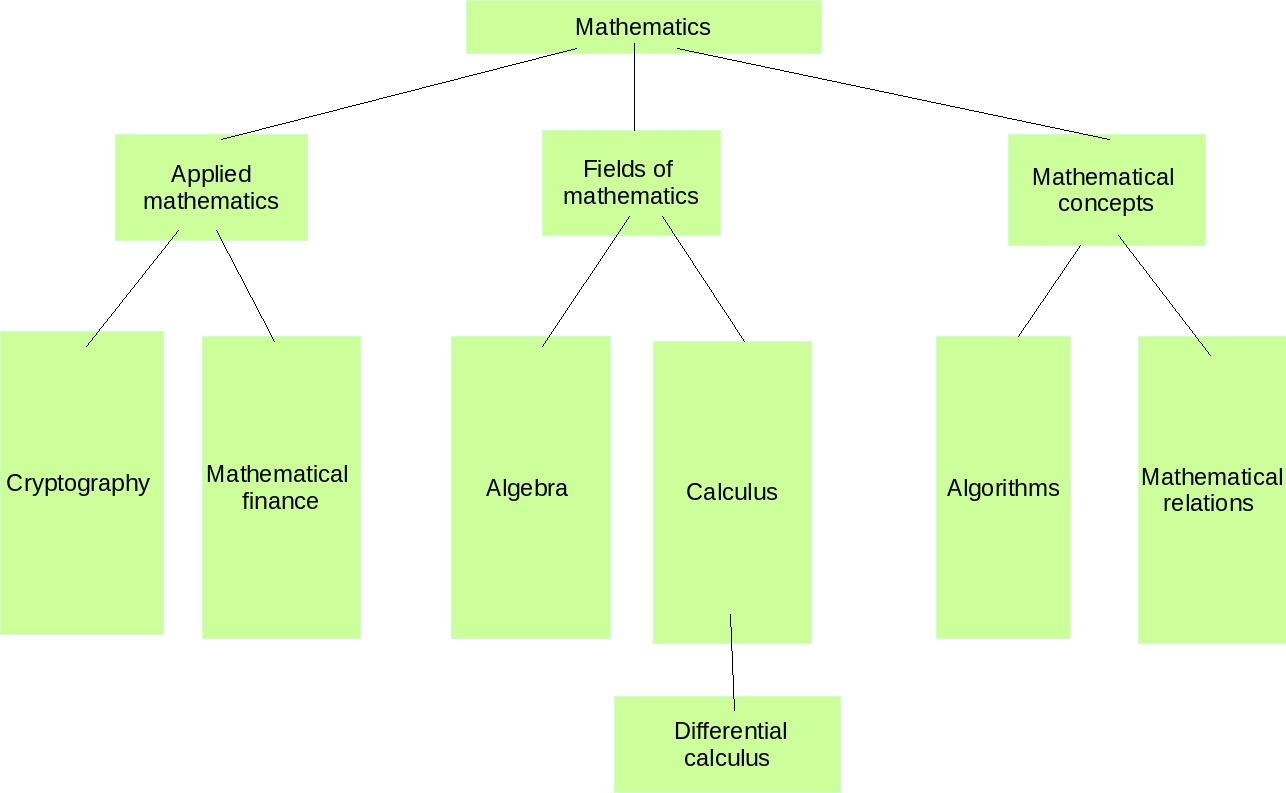 Mathematics
Applied
mathematics
Fields of
mathematics
Mathematical
concepts
Cryptography
Mathematical
finance
Algebra
Calculus
Algorithms
Mathematical
relations
Differential
calculus